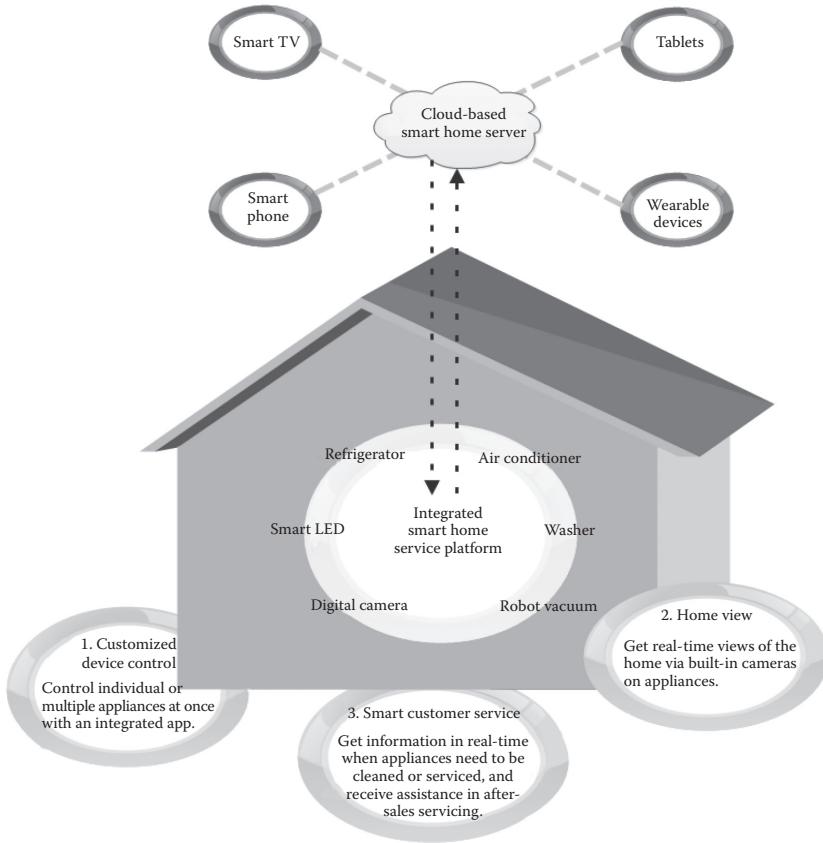 Smart TV
Tablets
Cloud-based
smart home server
Smart
phone
Wearable
devices
Refrigerator
Air conditioner
Integrated
smart home
service platform
Smart LED
Washer
Digital camera
Robot vacuum
1. Customized
device control
Control individual or
multiple appliances at once
with an integrated app.
2. Home view
Get real-time views of the
home via built-in cameras
on appliances.
3. Smart customer service
Get information in real-time
when appliances need to be
cleaned or serviced, and
receive assistance in after-
sales servicing.